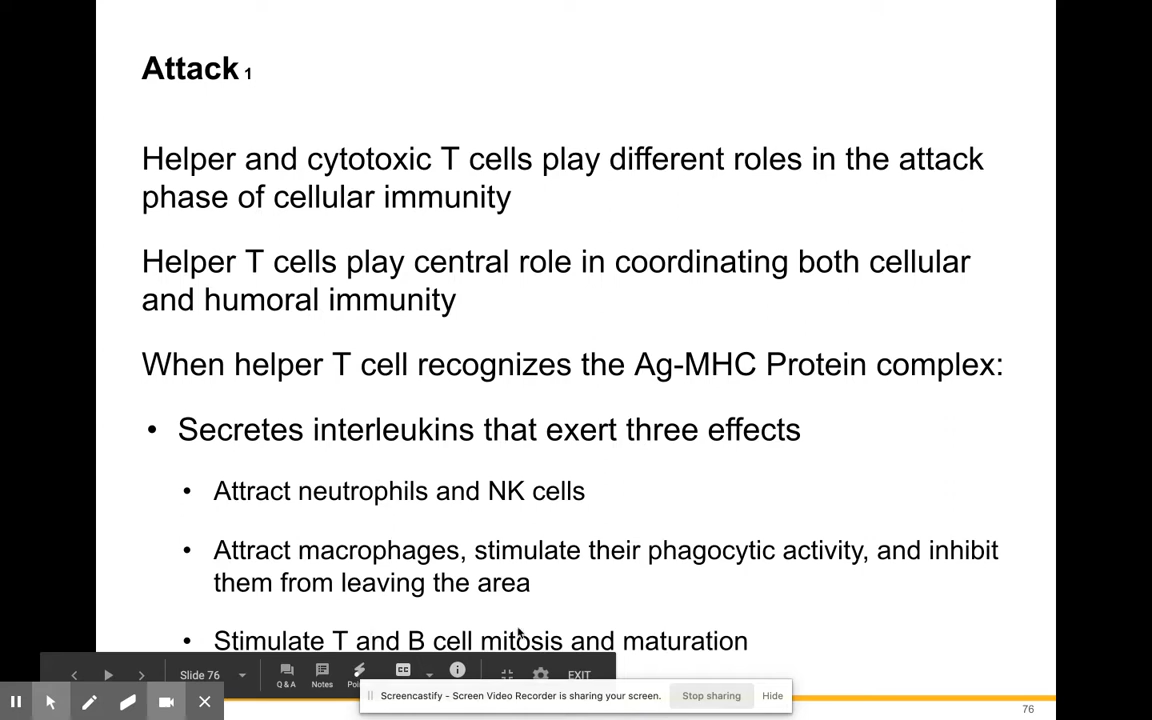 Attack 1
Helper and cytotoxic T cells play different roles in the attack
phase of cellular immunity
Helper T cells play central role in coordinating both cellular
and humoral immunity
When helper T cell recognizes the Ag-MHC Protein complex:
• Secretes interleukins that exert three effects
• Attract neutrophils and NK cells
• Attract macrophages, stimulate their phagocytic activity, and inhibit
them from leaving the area
• Stimulate T and B cell mitosis and maturation
Slide 76
Q & A
Notes
CC
EXIT
Screencastify - Screen Video Recorder is sharing your screen.
Stop sharing
Hide
76